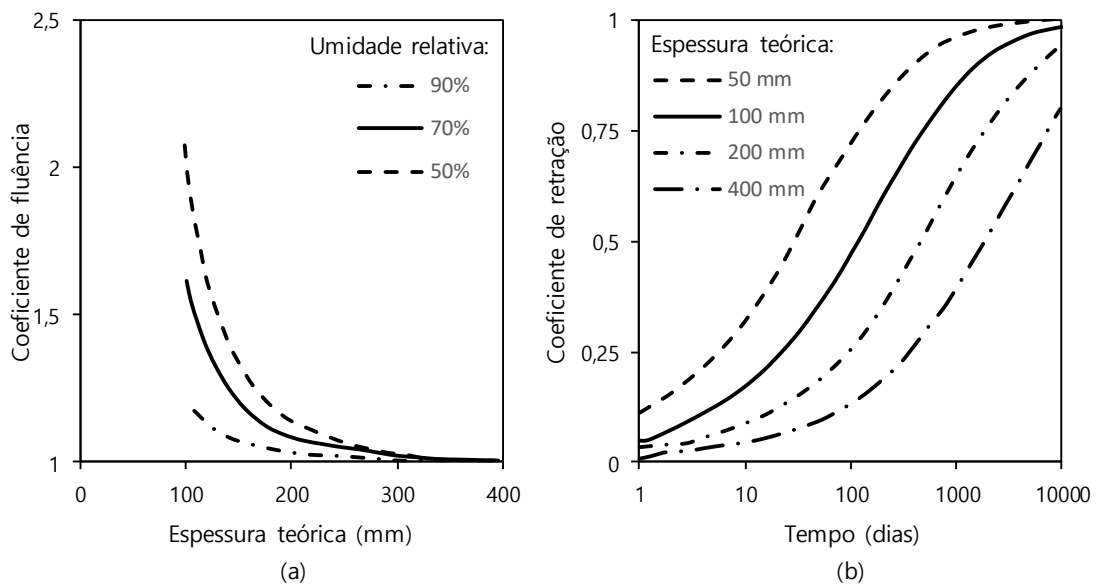 Coeficiente de fluência
2,5
2
1,5
1
Umidade relativa:
90%
70%
50%
0
100
200
300
400
Espessura teórica (mm)
(a)
Coeficiente de retração
1
0,75
0,5
0,25
0
Espessura teórica:
50 mm
100 mm
200 mm
400 mm
1
10
100
1000
10000
Tempo (dias)
(b)